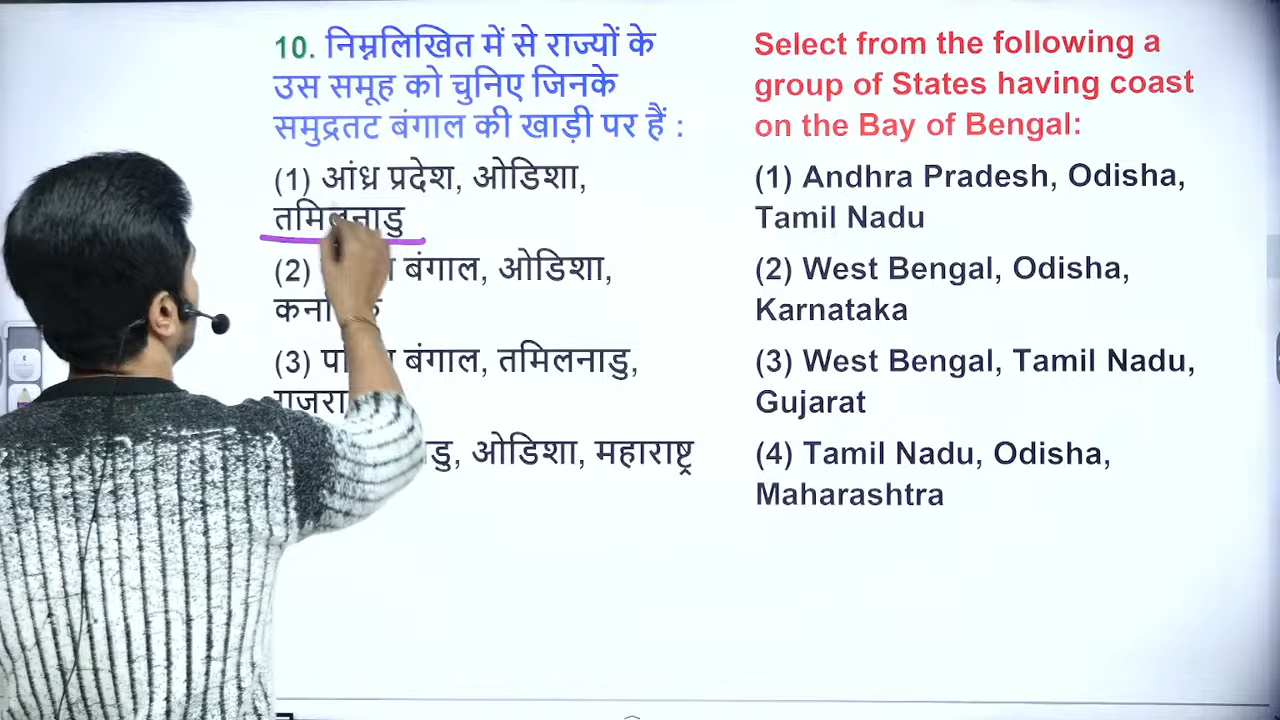 10. निम्नलिखित में से राज्यों के
उस समूह को चुनिए जिनके
समुद्रतट बंगाल की खाड़ी पर हैं :
(1) आंध्र प्रदेश, ओडिशा,
तमिलनाडु
(2) बंगाल, ओडिशा,
(3) बंगाल, तमिलनाडु,
ओडिशा, महाराष्ट्र
Select from the following a
group of States having coast
on the Bay of Bengal:
(1) Andhra Pradesh, Odisha,
Tamil Nadu
(2) West Bengal, Odisha,
Karnataka
(3) West Bengal, Tamil Nadu,
Gujarat
(4) Tamil Nadu, Odisha,
Maharashtra